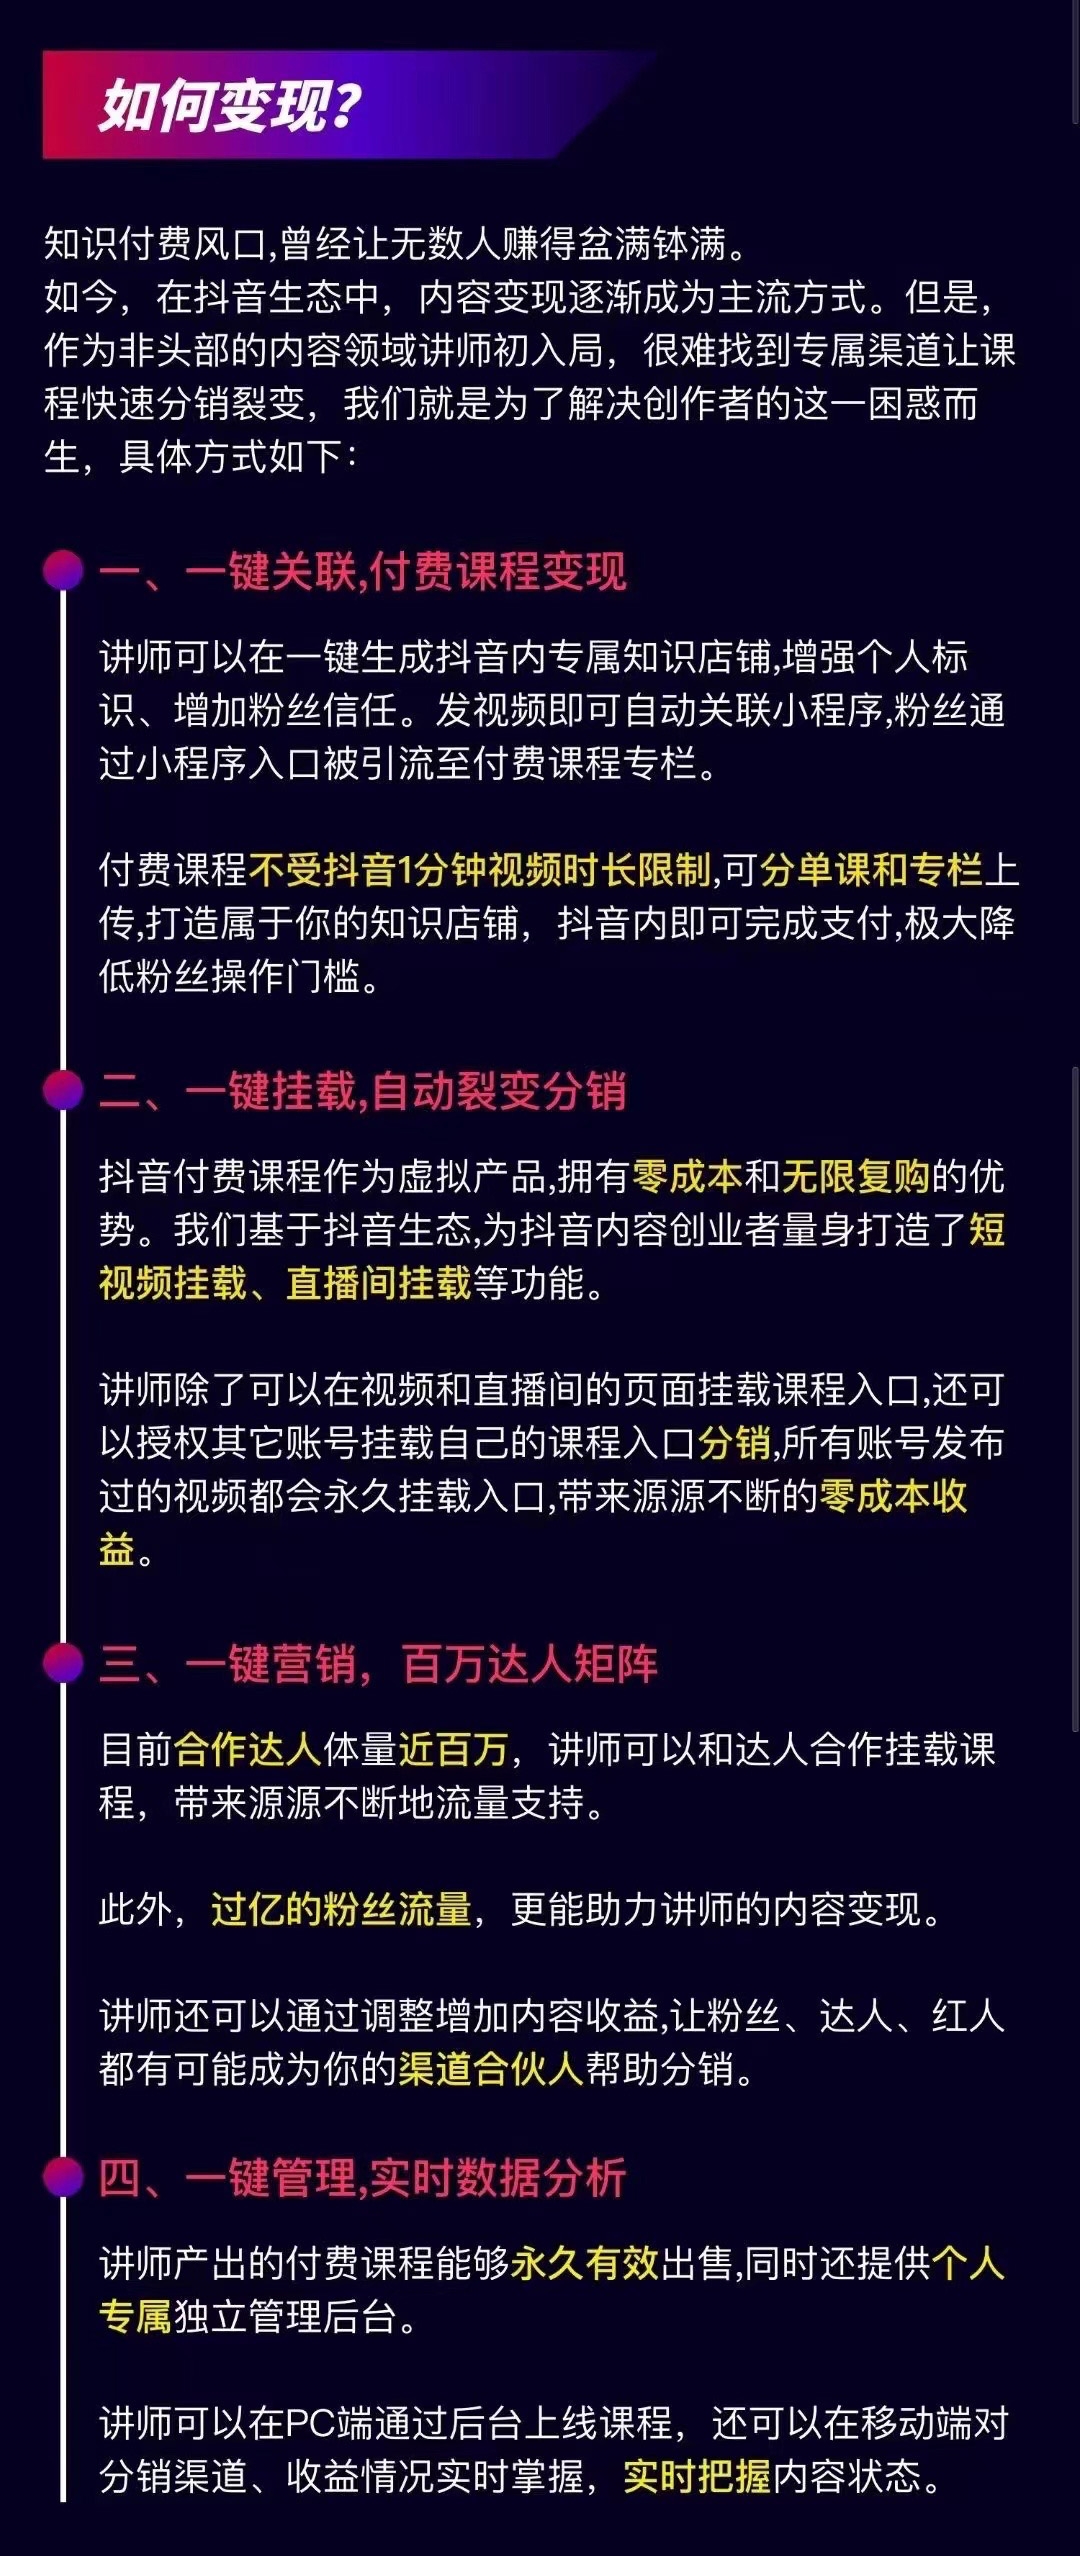 如何变现?
知识付费风口,曾经让无数人赚得盆满钵满。
如今，在抖音生态中，内容变现逐渐成为主流方式。但是，
作为非头部的内容领域讲师初入局，很难找到专属渠道让课
程快速分销裂变，我们就是为了解决创作者的这一困惑而
生，具体方式如下：
一、一键关联,付费课程变现
讲师可以在一键生成抖音内专属知识店铺,增强个人标
识、增加粉丝信任。发视频即可自动关联小程序,粉丝通
过小程序入口被引流至付费课程专栏。
付费课程不受抖音1分钟视频时长限制,可分单课和专栏上
传,打造属于你的知识店铺，抖音内即可完成支付,极大降
低粉丝操作门槛。
二、一键挂载,自动裂变分销
抖音付费课程作为虚拟产品,拥有零成本和无限复购的优
势。我们基于抖音生态,为抖音内容创业者量身打造了短
视频挂载、直播间挂载等功能。
讲师除了可以在视频和直播间的页面挂载课程入口,还可
以授权其它账号挂载自己的课程入口分销,所有账号发布
过的视频都会永久挂载入口,带来源源不断的零成本收
益。
三、一键营销，百万达人矩阵
目前合作达人体量近百万，讲师可以和达人合作挂载课
程，带来源源不断地流量支持。
此外，过亿的粉丝流量，更能助力讲师的内容变现。
讲师还可以通过调整增加内容收益,让粉丝、达人、红人
都有可能成为你的渠道合伙人帮助分销。
四、一键管理,实时数据分析
讲师产出的付费课程能够永久有效出售,同时还提供个人
专属独立管理后台。
讲师可以在PC端通过后台上线课程，还可以在移动端对
分销渠道、收益情况实时掌握，实时把握内容状态。